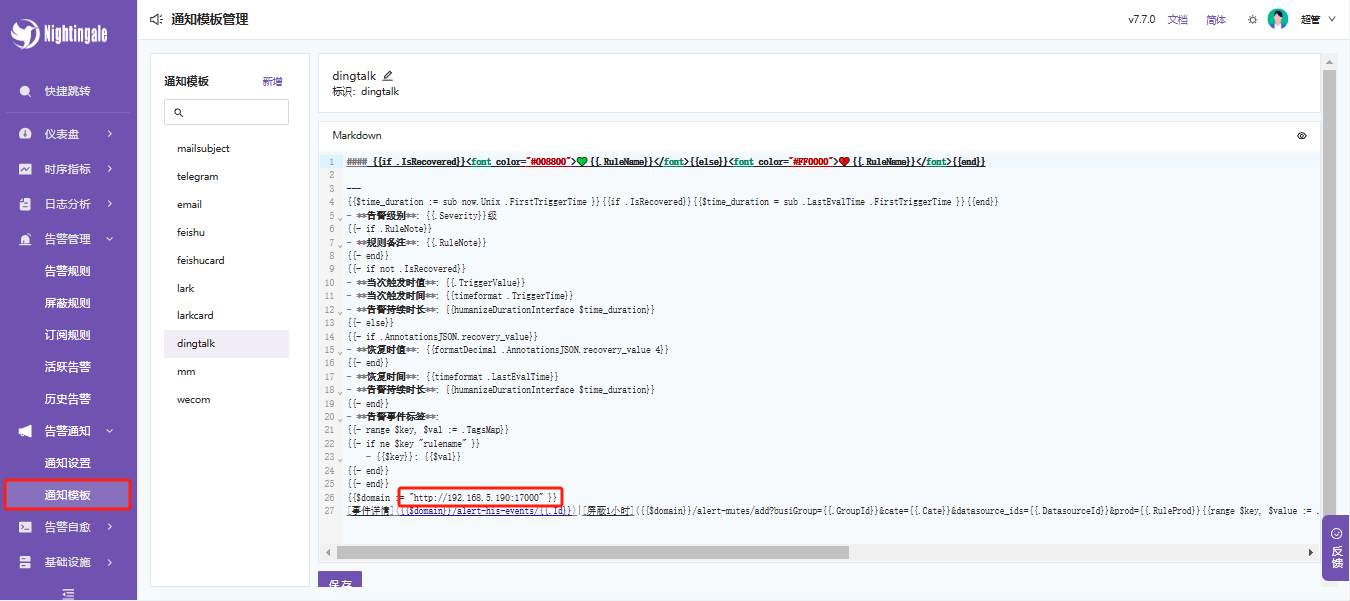 Nightingale
快捷跳转
仪表盘
时序指标
日志分析
告警管理
告警规则
屏蔽规则
订阅规则
活跃告警
历史告警
告警通知
通知设置
通知模板
告警自愈
基础设施
通知模板管理
v7.7.0 文档 简体 超管
通知模板 新增
mailsubject
telegram
email
feishu
feishucard
lark
larkcard
dingtalk
mm
wecom
dingtalk
标识: dingtalk
Markdown
1 #### {{if .IsRecovered}}<font color="#008800">💚{{.RuleName}}</font>{{else}}<font color="#FF0000">💔{{.RuleName}}</font>{{end}}
2
3 ---
4 {{$time_duration := sub now.Unix .FirstTriggerTime }}{{if .IsRecovered}}{{$time_duration = sub .LastEvalTime .FirstTriggerTime }}{{end}}
5 - **告警级别**: {{.Severity}}级
6 {{- if .RuleNote}}
7 - **规则备注**: {{.RuleNote}}
8 {{- end}}
9 {{- if not .IsRecovered}}
10 - **当次触发时值**: {{.TriggerValue}}
11 - **当次触发时间**: {{timeformat .TriggerTime}}
12 - **告警持续时长**: {{humanizeDurationInterface $time_duration}}
13 {{- else}}
14 {{- if .AnnotationsJSON.recovery_value}}
15 - **恢复时值**: {{formatDecimal .AnnotationsJSON.recovery_value 4}}
16 {{- end}}
17 - **恢复时间**: {{timeformat .LastEvalTime}}
18 - **告警持续时长**: {{humanizeDurationInterface $time_duration}}
19 {{- end}}
20 - **告警事件标签**:
21 {{- range $key, $val := .TagsMap}}
22 {{- if ne $key "rulename" }}
23 - {{$key}}: {{$val}}
24 {{- end}}
25 {{- end}}
26 {{$domain := "http://192.168.5.190:17000" }}
27 [事件详情]({{$domain}}/alert-his-events/{{.Id}})|[屏蔽1小时]({{$domain}}/alert-mutes/add?busiGroup={{.GroupId}}&cate={{.Cate}}&datasource_ids={{.DatasourceId}}&prod={{.RuleProd}}{{range $key, $value := .
保存
反馈